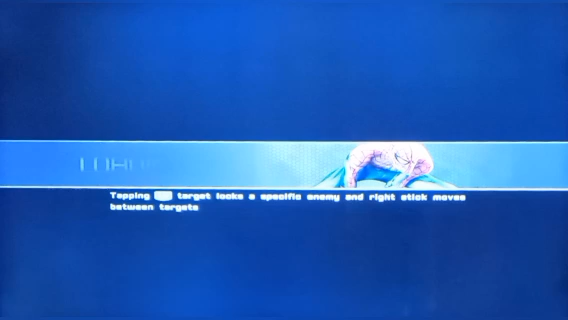 Tapping target locks a specific enemy and right stick moves
between targets